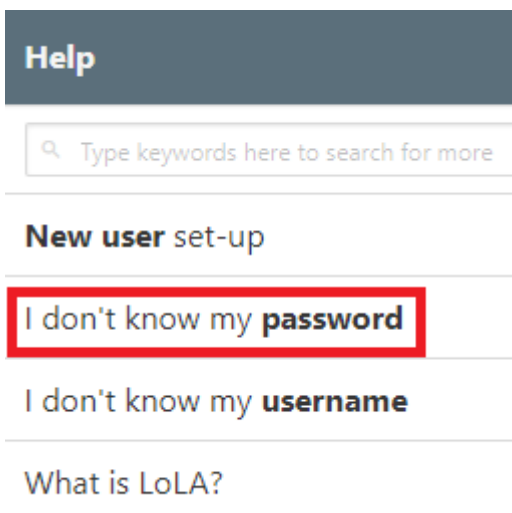 Help
Type keywords here to search for more
New user set-up
I don't know my password
I don't know my username
What is LoLA?